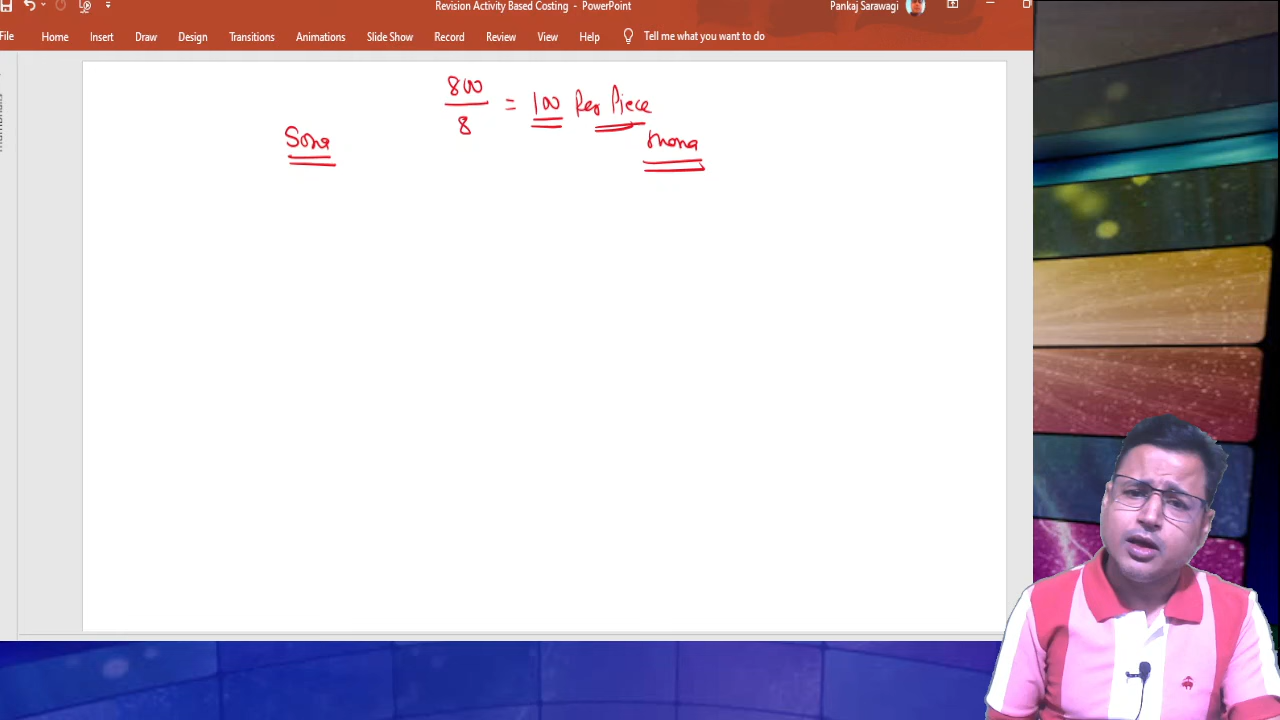 Revision Activity Based Costing - PowerPoint
Pankaj Sarawagi
File Home Insert Draw Design Transitions Animations Slide Show Record Review View Help Tell me what you want to do
800
8
= 100 Per Piece
Sona
mona